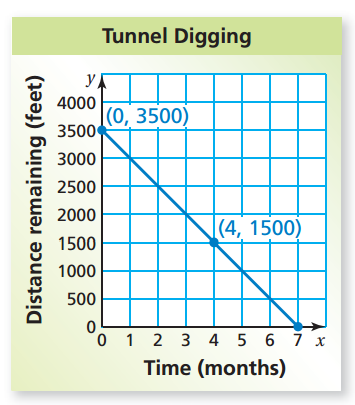 Tunnel Digging
Distance remaining (feet)
y
4000
3500
3000
2500
2000
1500
1000
500
0
(0, 3500)
(4, 1500)
0 1 2 3 4 5 6 7 x
Time (months)